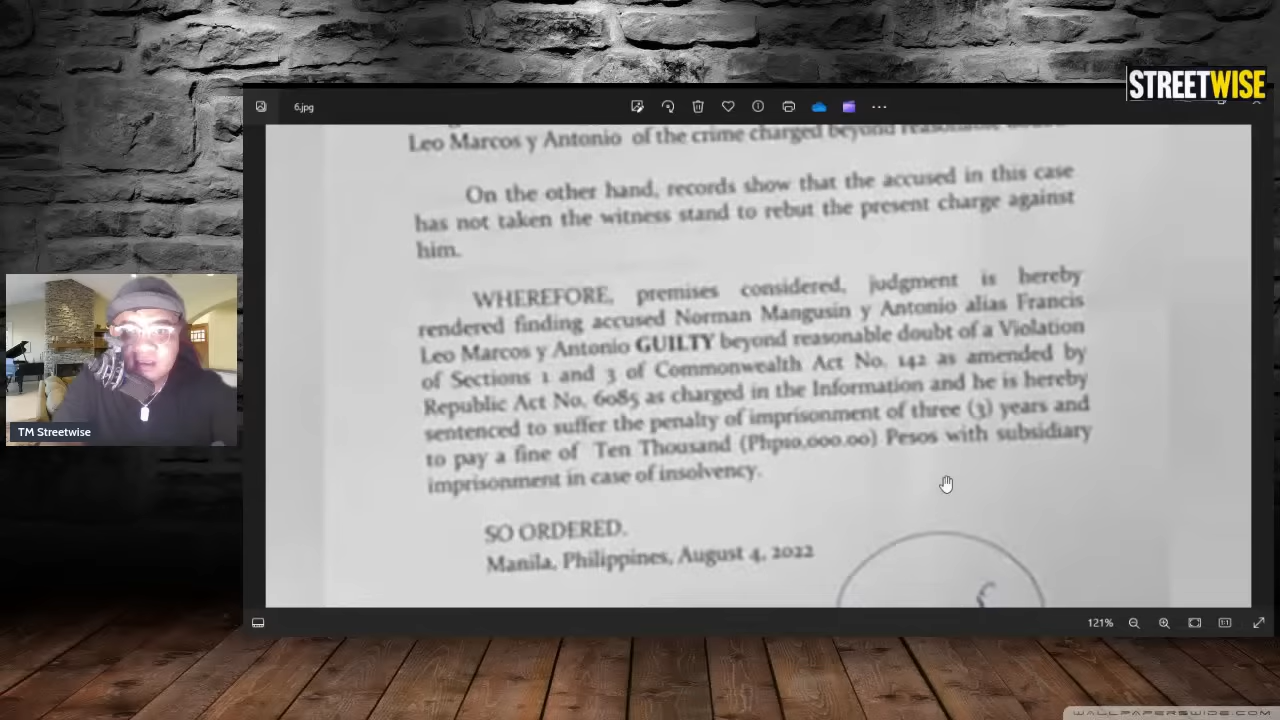 STREETWISE
6.jpg
Leo Marcos y Antonio of the crime charged beyond reasonable
On the other hand, records show that the accused in this case
has not taken the witness stand to rebut the present charge against
him.
WHEREFORE, premises considered, judgment is hereby
rendered finding accused Norman Mangusin y Antonio alias Francis
Leo Marcos y Antonio GUILTY beyond reasonable doubt of a Violation
of Sections 1 and 3 of Commonwealth Act No. 142 as amended by
Republic Act No. 6085 as charged in the Information and he is hereby
sentenced to suffer the penalty of imprisonment of three (3) years and
to pay a fine of Ten Thousand (Php10,000.00) Pesos with subsidiary
imprisonment in case of insolvency.
SO ORDERED.
Manila, Philippines, August 4, 2022
TM Streetwise
121%
WALLPAPERSWIDE.COM